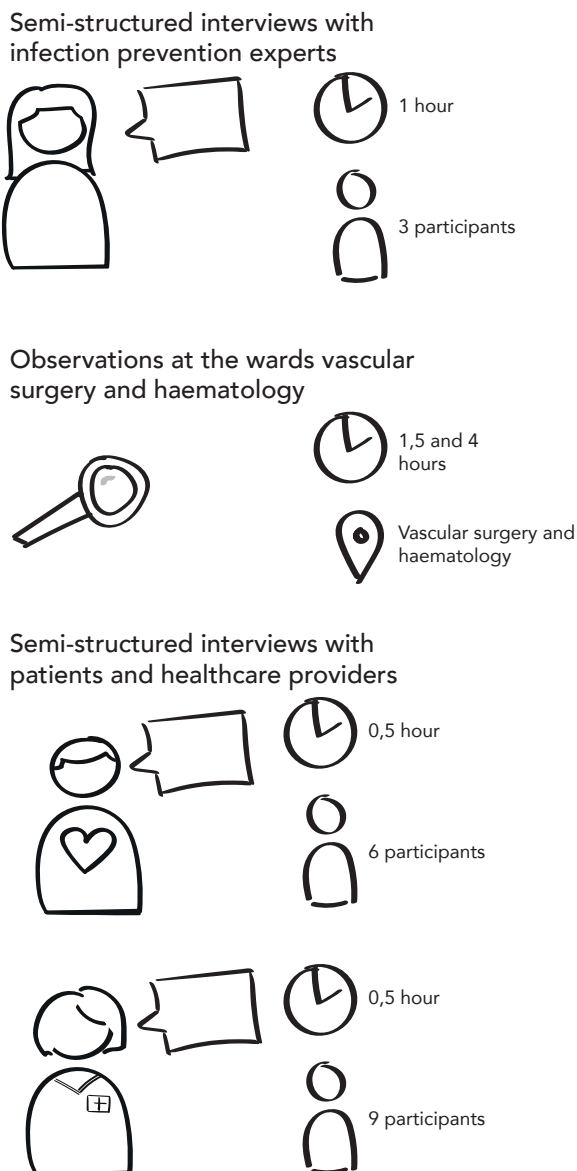 Semi-structured interviews with
infection prevention experts
1 hour
3 participants
Observations at the wards vascular
surgery and haematology
1,5 and 4
hours
Vascular surgery and
haematology
Semi-structured interviews with
patients and healthcare providers
0,5 hour
6 participants
0,5 hour
9 participants